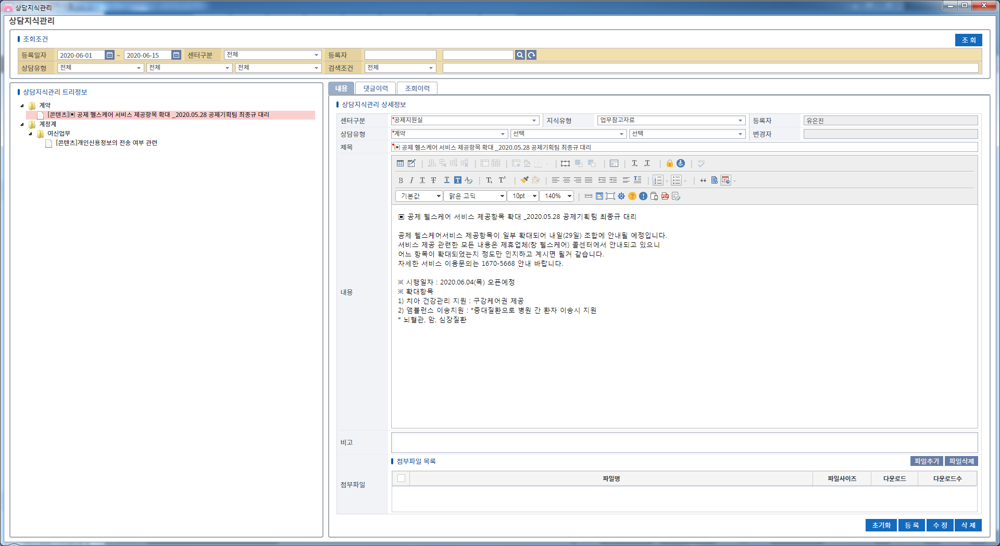 상담지식관리
상담지식관리
조회조건
조 회
등록일자 2020-06-01 ~ 2020-06-15 센터구분 전체 등록자
상담유형 전체 전체 전체 검색조건 전체
상담지식관리 트리정보
계약
[콘텐츠]▣ 공제 헬스케어 서비스 제공항목 확대 _2020.05.28 공제기획팀 최종규 대리
계정계
여신업무
[콘텐츠]개인신용정보의 전송 여부 관련
내용 댓글이력 조회이력
상담지식관리 상세정보
센터구분 *공제지원실 지식유형 업무참고자료 등록자 유은진
상담유형 *계약 선택 선택 변경자
제목 *▣ 공제 헬스케어 서비스 제공항목 확대 _2020.05.28 공제기획팀 최종규 대리
기본값 맑은 고딕 10pt 140%
내용
▣ 공제 헬스케어 서비스 제공항목 확대 _2020.05.28 공제기획팀 최종규 대리
공제 헬스케어서비스 제공항목이 일부 확대되어 내일(29일) 조합에 안내될 예정입니다.
서비스 제공 관련한 모든 내용은 제휴업체(창 헬스케어) 콜센터에서 안내되고 있으니
어느 항목이 확대되었는지 정도만 인지하고 계시면 될거 같습니다.
자세한 서비스 이용문의는 1670-5668 안내 바랍니다.
※ 시행일자 : 2020.06.04(목) 오픈예정
※ 확대항목
1) 치아 건강관리 지원 : 구강케어권 제공
2) 앰뷸런스 이송지원 : *중대질환으로 병원 간 환자 이송시 지원
* 뇌혈관, 암, 심장질환
비고
첨부파일
첨부파일 목록 파일추가 파일삭제
파일명 파일사이즈 다운로드 다운로드수
초기화 등 록 수 정 삭 제